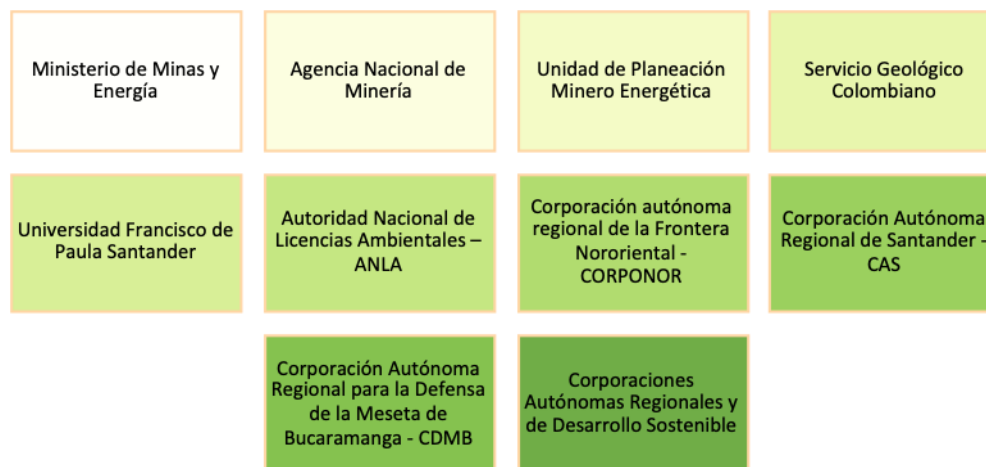 Ministerio de Minas y
Energía
Agencia Nacional de
Minería
Unidad de Planeación
Minero Energética
Servicio Geológico
Colombiano
Universidad Francisco de
Paula Santander
Autoridad Nacional de
Licencias Ambientales –
ANLA
Corporación autónoma
regional de la Frontera
Nororiental -
CORPONOR
Corporación Autónoma
Regional de Santander -
CAS
Corporación Autónoma
Regional para la Defensa
de la Meseta de
Bucaramanga - CDMB
Corporaciones
Autónomas Regionales y
de Desarrollo Sostenible